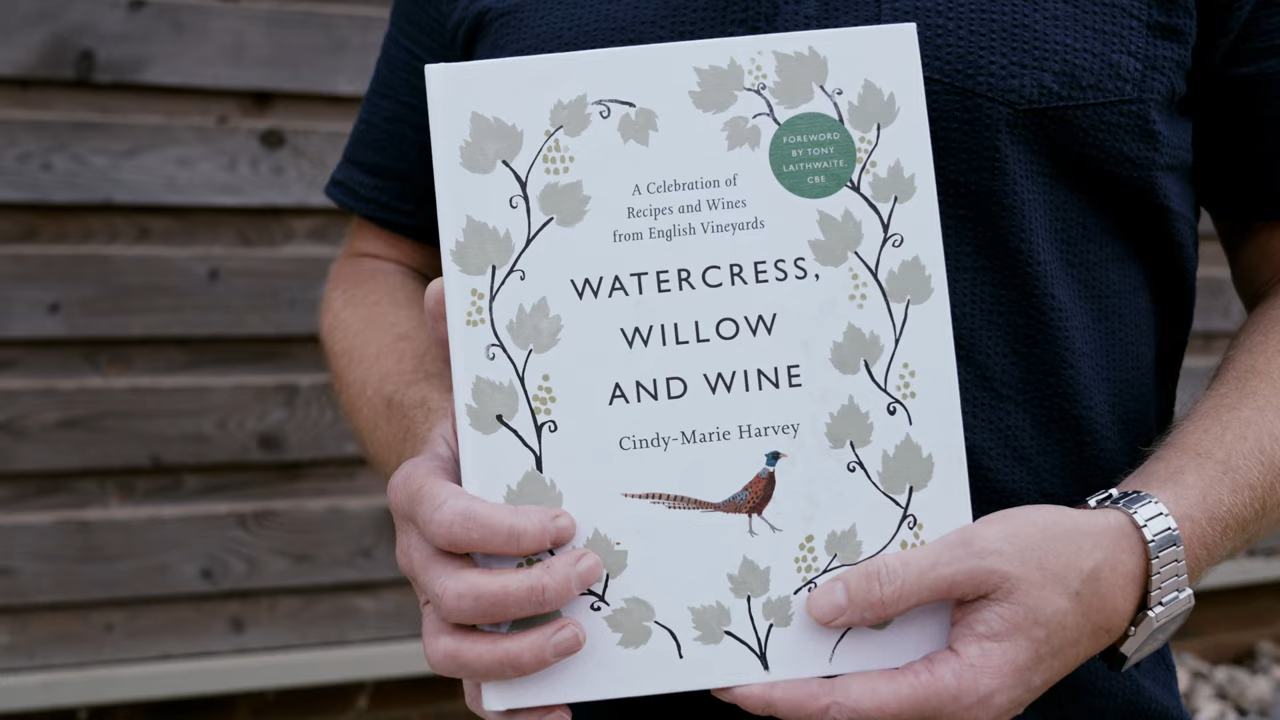 FOREWORD
BY TONY
LAITHWAITE,
CBE
A Celebration of
Recipes and Wines
from English Vineyards
WATERCRESS,
WILLOW
AND WINE
Cindy-Marie Harvey